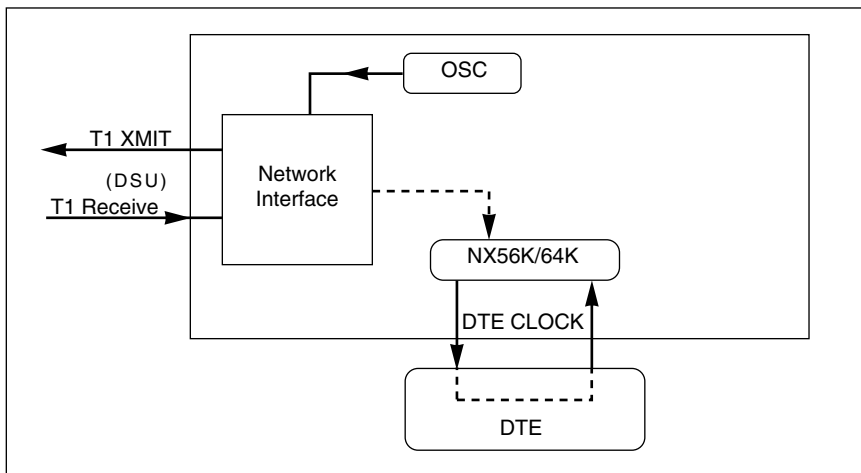 OSC
T1 XMIT
(DSU)
T1 Receive
Network
Interface
NX56K/64K
DTE CLOCK
DTE